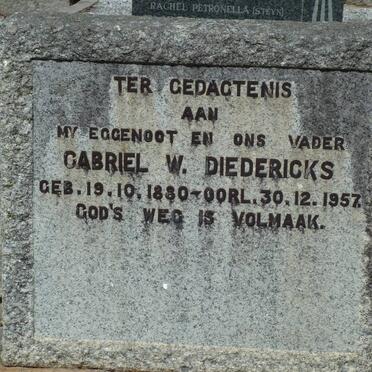 RACHEL PETRONELLA (STEYN)
TER GEDAGTENIS
AAN
MY EGGENOOT EN ONS VADER
GABRIEL W. DIEDERICKS
GEB. 19.10.1880-OORL. 30.12.1957.
GOD'S WEG IS VOLMAAK.